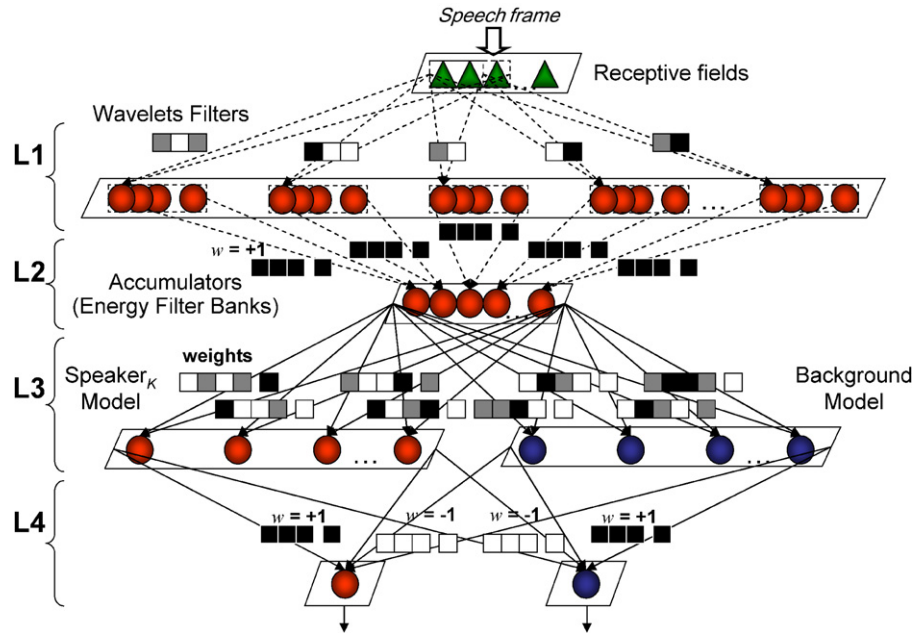 Speech frame
Receptive fields
Wavelets Filters
L1
...
L2
w = +1
Accumulators
(Energy Filter Banks)
...
weights
L3
Speaker_K
Model
Background
Model
...
...
L4
w = +1
w = -1
w = -1
w = +1